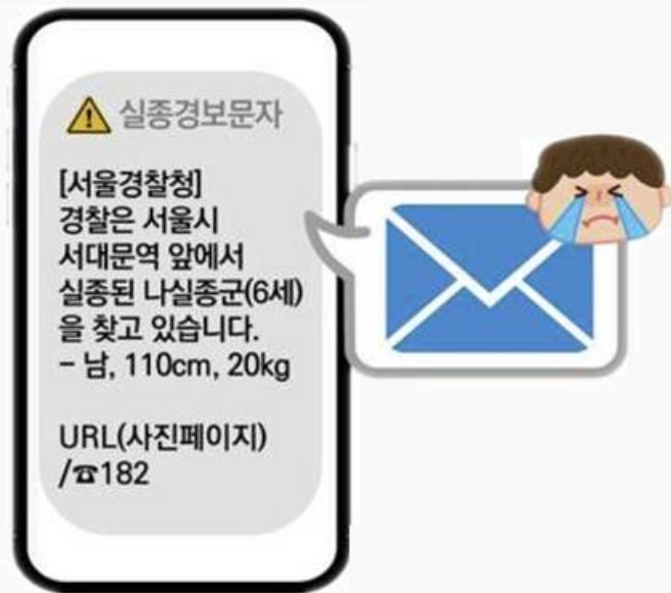 실종경보문자
[서울경찰청]
경찰은 서울시
서대문역 앞에서
실종된 나실종군(6세)
을 찾고 있습니다.
- 남, 110cm, 20kg
URL(사진페이지)
/☎182